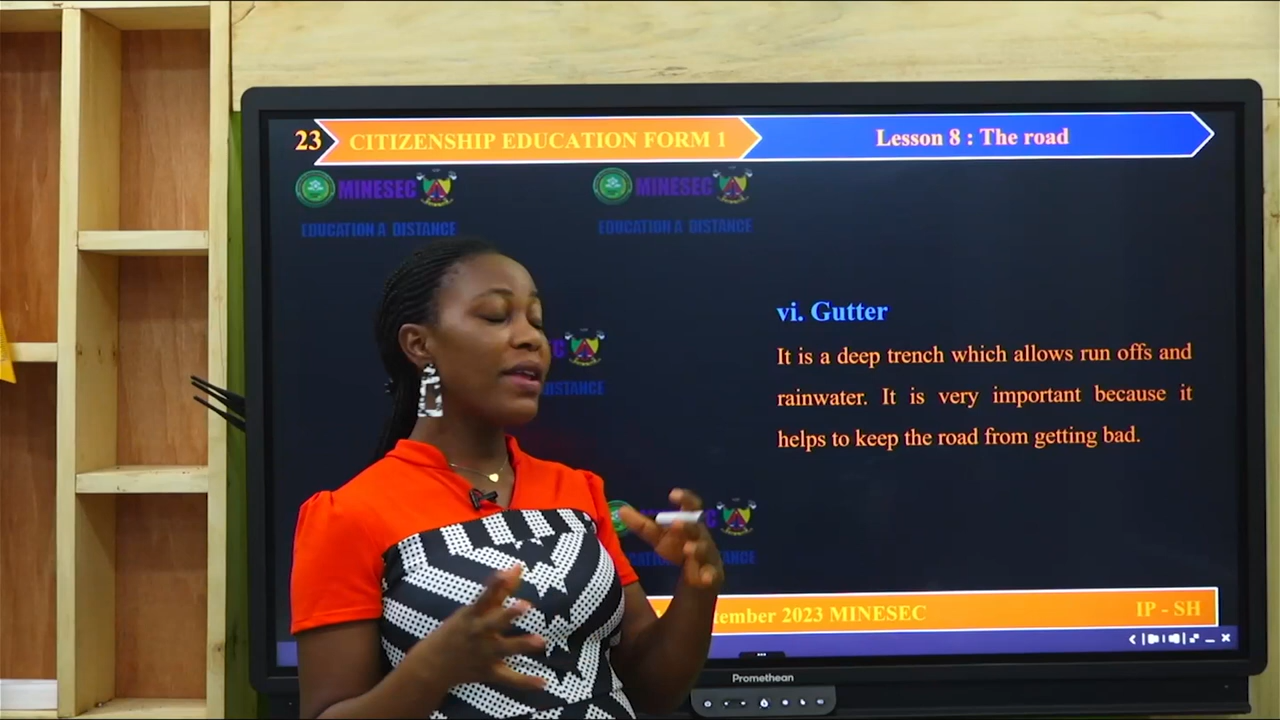 23 CITIZENSHIP EDUCATION FORM 1 Lesson 8 : The road
MINESEC MINESEC
EDUCATION A DISTANCE EDUCATION A DISTANCE
vi. Gutter
It is a deep trench which allows run offs and
rainwater. It is very important because it
helps to keep the road from getting bad.
2023 MINESEC IP - SH
Promethean